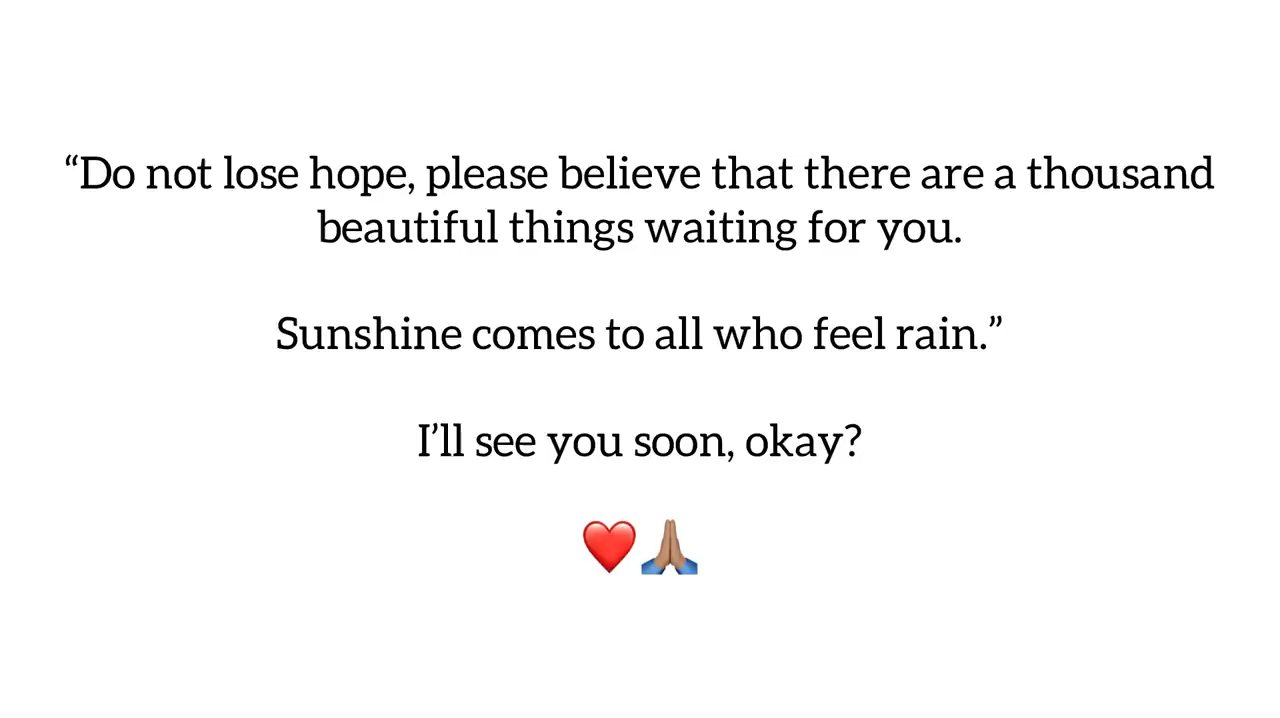 “Do not lose hope, please believe that there are a thousand
beautiful things waiting for you.
Sunshine comes to all who feel rain.”
I’ll see you soon, okay?
❤️🙏🏽